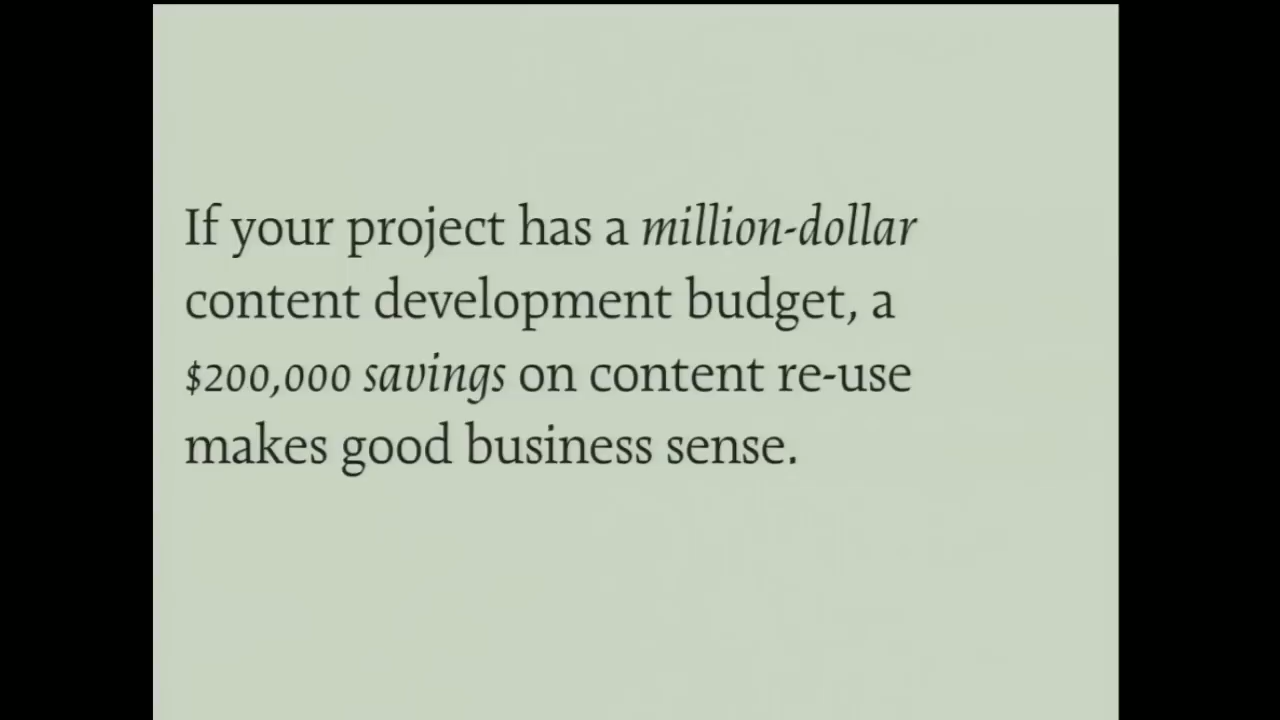 If your project has a million-dollar
content development budget, a
$200,000 savings on content re-use
makes good business sense.